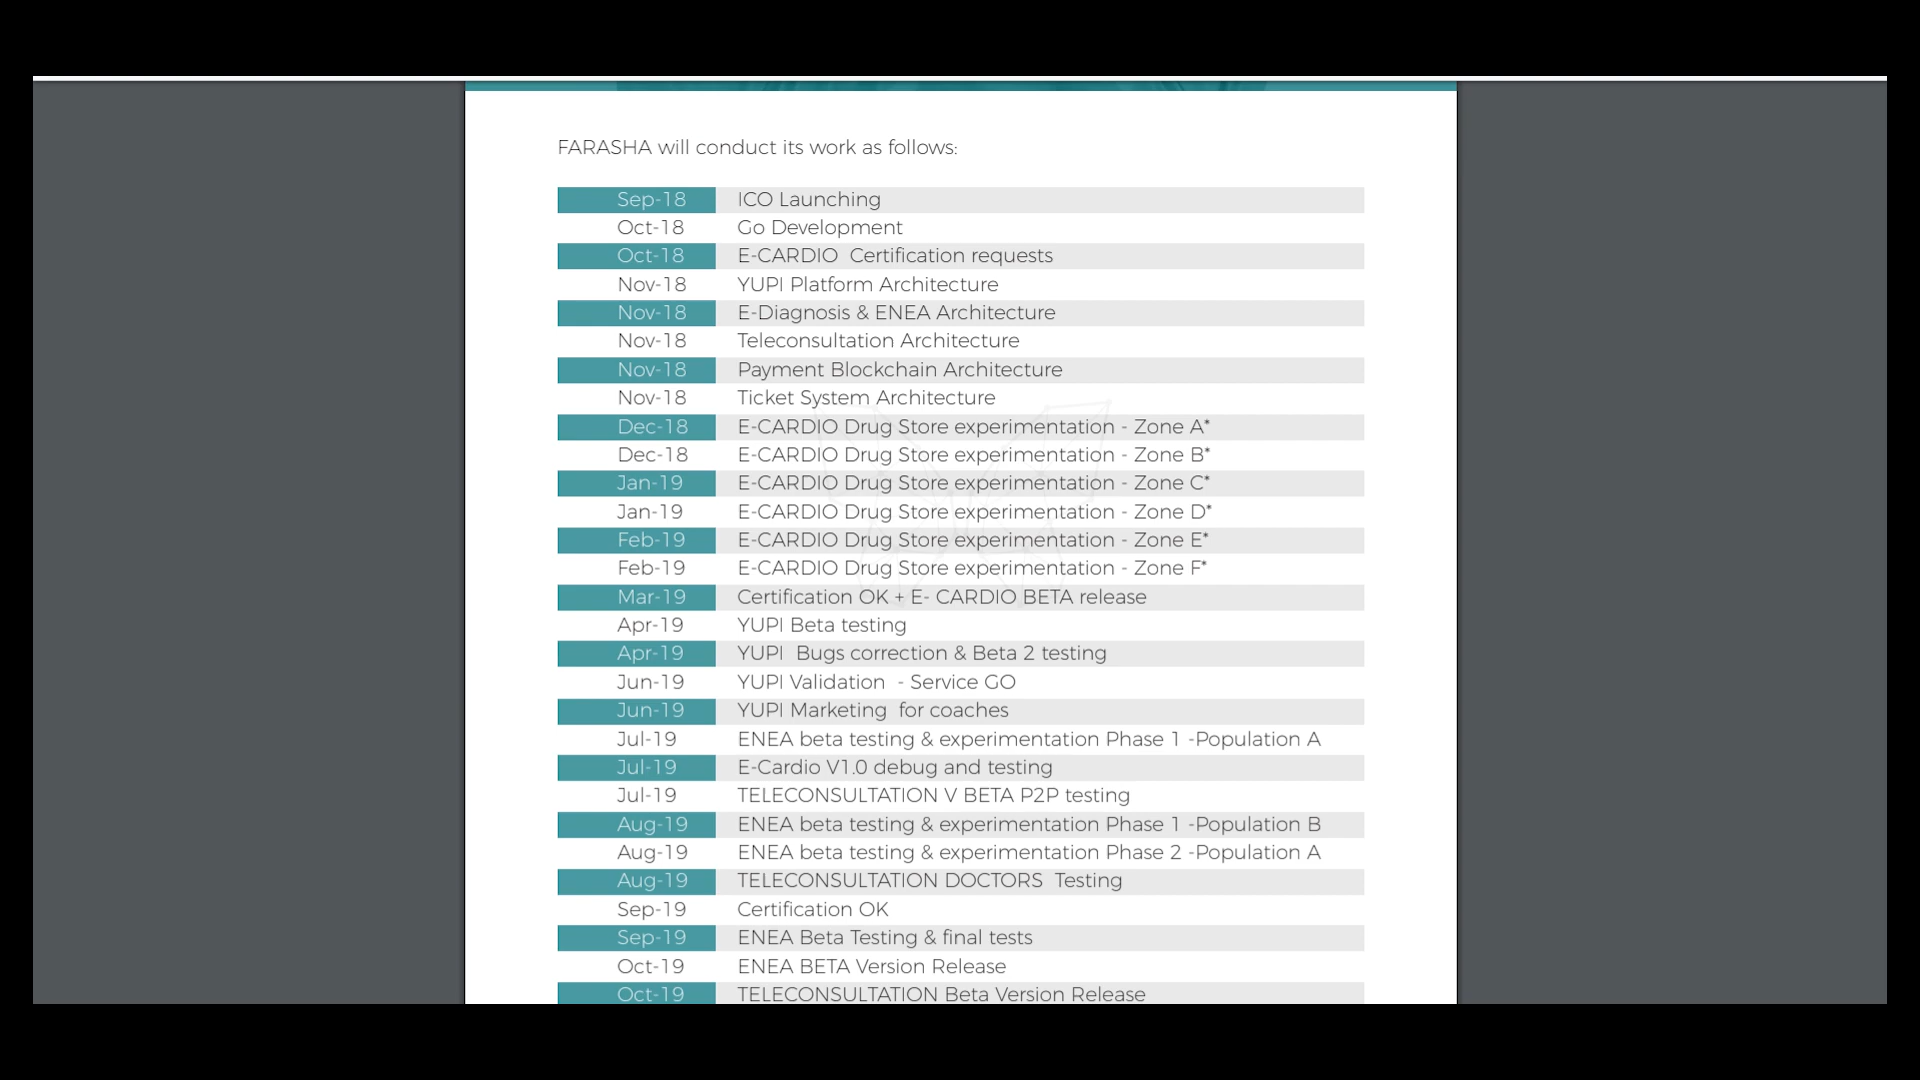 FARASHA will conduct its work as follows:
Sep-18 ICO Launching
Oct-18 Go Development
Oct-18 E-CARDIO  Certification requests
Nov-18 YUPI Platform Architecture
Nov-18 E-Diagnosis & ENEA Architecture
Nov-18 Teleconsultation Architecture
Nov-18 Payment Blockchain Architecture
Nov-18 Ticket System Architecture
Dec-18 E-CARDIO Drug Store experimentation - Zone A*
Dec-18 E-CARDIO Drug Store experimentation - Zone B*
Jan-19 E-CARDIO Drug Store experimentation - Zone C*
Jan-19 E-CARDIO Drug Store experimentation - Zone D*
Feb-19 E-CARDIO Drug Store experimentation - Zone E*
Feb-19 E-CARDIO Drug Store experimentation - Zone F*
Mar-19 Certification OK + E- CARDIO BETA release
Apr-19 YUPI Beta testing
Apr-19 YUPI  Bugs correction & Beta 2 testing
Jun-19 YUPI Validation  - Service GO
Jun-19 YUPI Marketing  for coaches
Jul-19 ENEA beta testing & experimentation Phase 1 -Population A
Jul-19 E-Cardio V1.0 debug and testing
Jul-19 TELECONSULTATION V BETA P2P testing
Aug-19 ENEA beta testing & experimentation Phase 1 -Population B
Aug-19 ENEA beta testing & experimentation Phase 2 -Population A
Aug-19 TELECONSULTATION DOCTORS  Testing
Sep-19 Certification OK
Sep-19 ENEA Beta Testing & final tests
Oct-19 ENEA BETA Version Release
Oct-19 TELECONSULTATION Beta Version Release